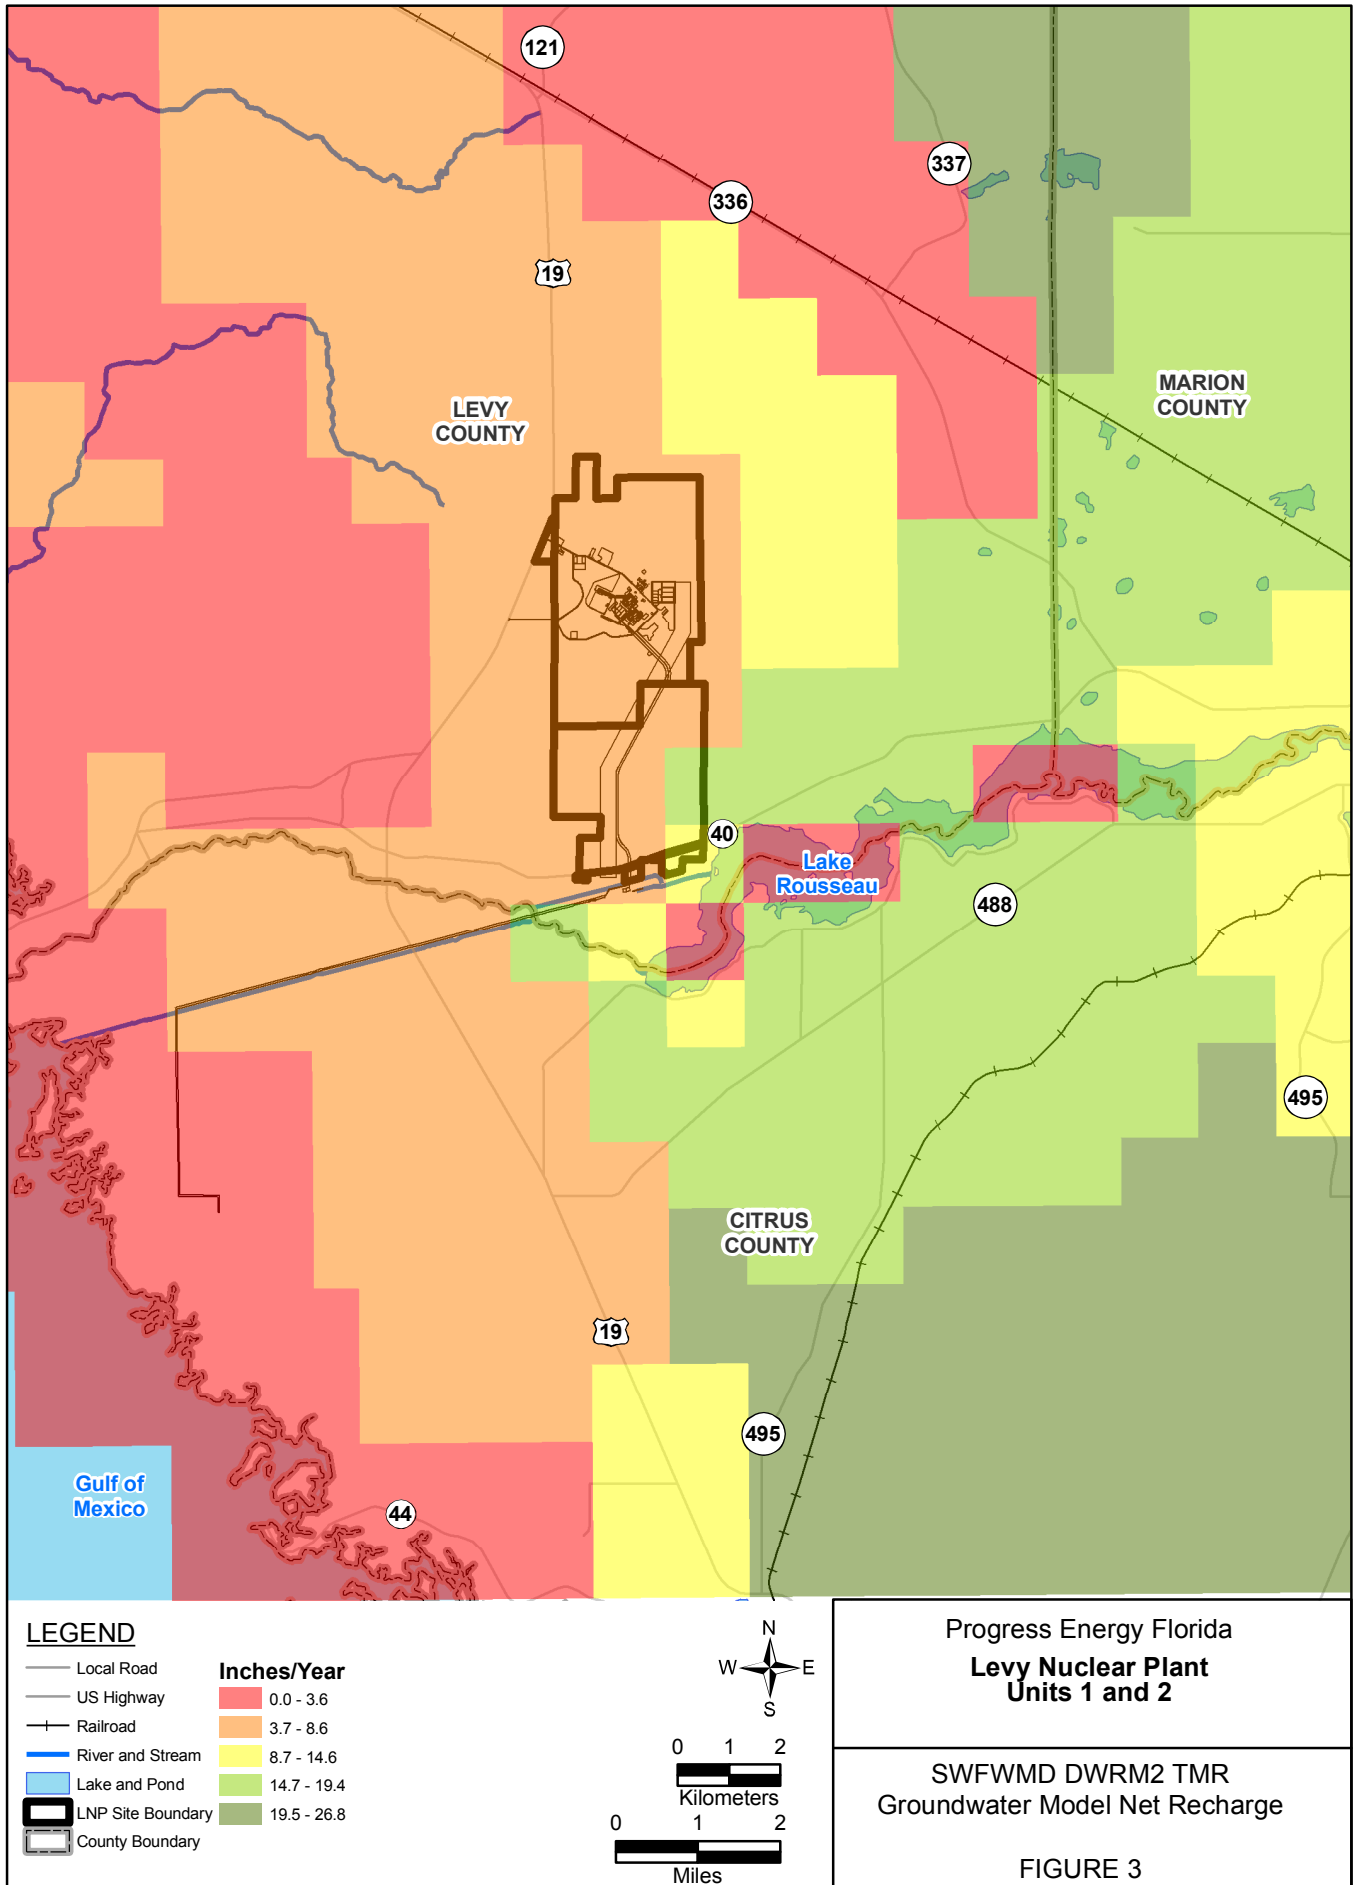 121
337
336
19
MARION
COUNTY
LEVY
COUNTY
40
Lake
Rousseau
488
495
CITRUS
COUNTY
19
495
Gulf of
Mexico
44
LEGEND
Local Road
US Highway
Railroad
River and Stream
Lake and Pond
LNP Site Boundary
County Boundary
Inches/Year
0.0 - 3.6
3.7 - 8.6
8.7 - 14.6
14.7 - 19.4
19.5 - 26.8
N
W E
S
0 1 2
Kilometers
0 1 2
Miles
Progress Energy Florida
Levy Nuclear Plant
Units 1 and 2
SWFWMD DWRM2 TMR
Groundwater Model Net Recharge
FIGURE 3